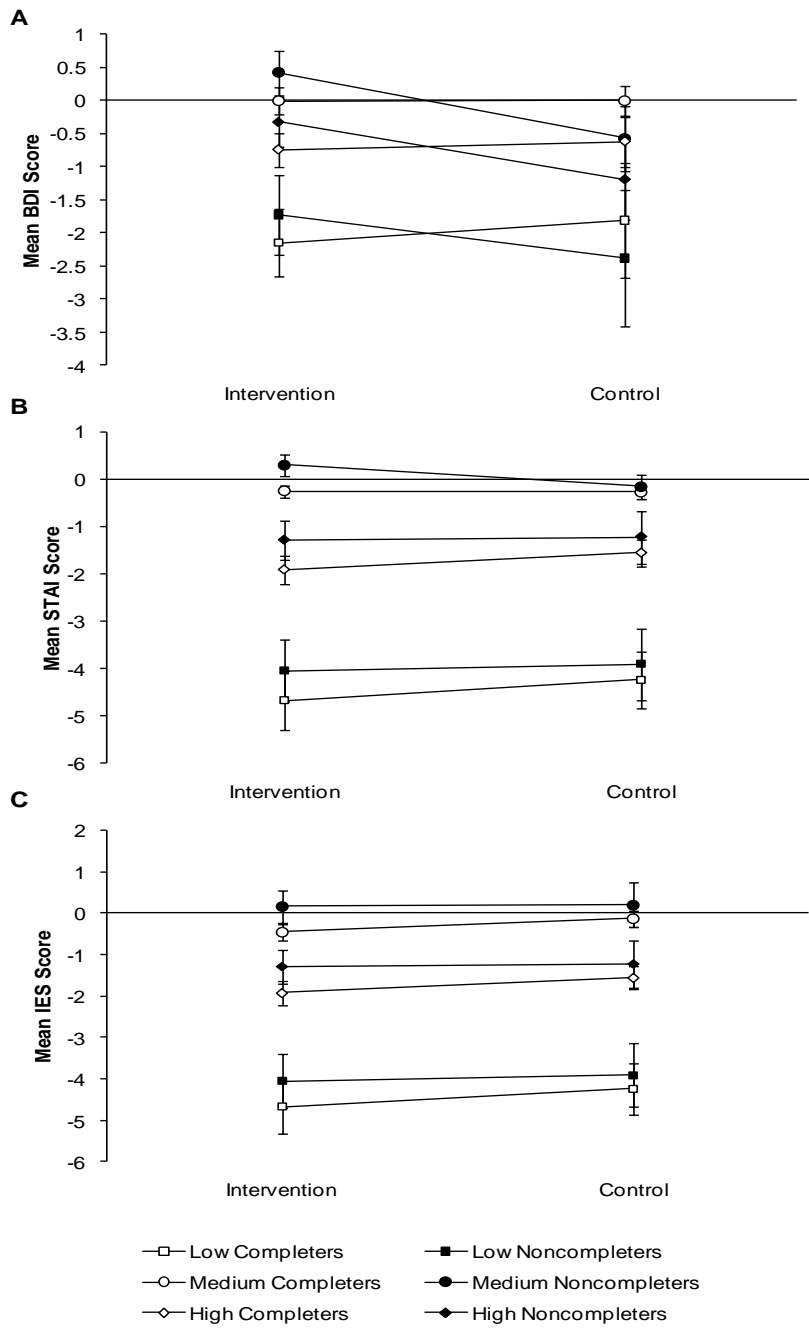 A
1
0.5
0
-0.5
-1
-1.5
-2
-2.5
-3
-3.5
-4
Mean BDI Score
Intervention Control
B
1
0
-1
-2
-3
-4
-5
-6
Mean STAI Score
Intervention Control
C
2
1
0
-1
-2
-3
-4
-5
-6
Mean IES Score
Intervention Control
Low Completers Low Noncompleters
Medium Completers Medium Noncompleters
High Completers High Noncompleters